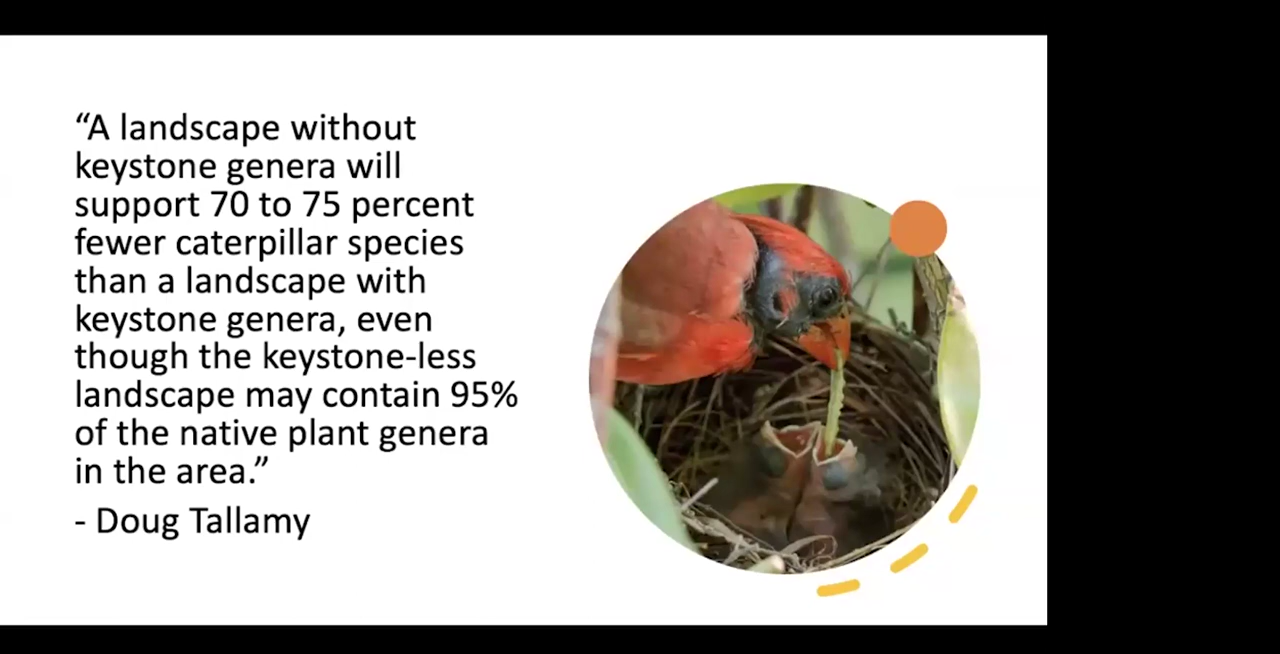 “A landscape without
keystone genera will
support 70 to 75 percent
fewer caterpillar species
than a landscape with
keystone genera, even
though the keystone-less
landscape may contain 95%
of the native plant genera
in the area.”
- Doug Tallamy